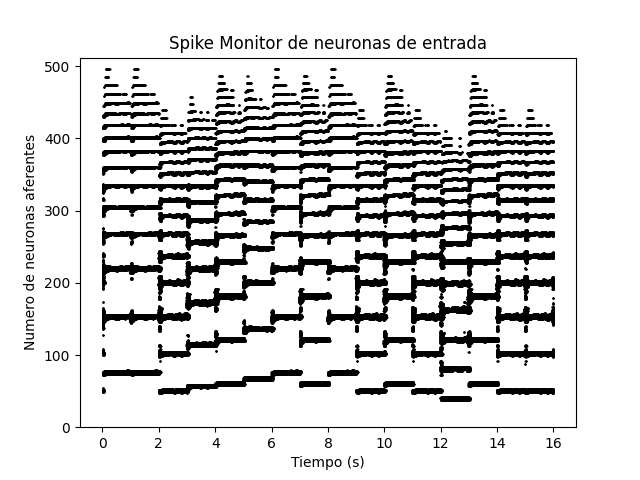 Spike Monitor de neuronas de entrada
Numero de neuronas aferentes
500
400
300
200
100
0
0 2 4 6 8 10 12 14 16
Tiempo (s)